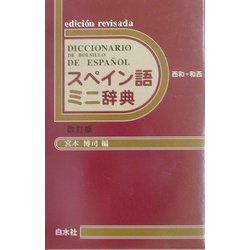 edición revisada
DICCIONARIO
DE BOLSILLO
DE ESPAÑOL
スペイン語
ミニ辞典
西和+和西
改訂版
宮本 博司 編
白水社